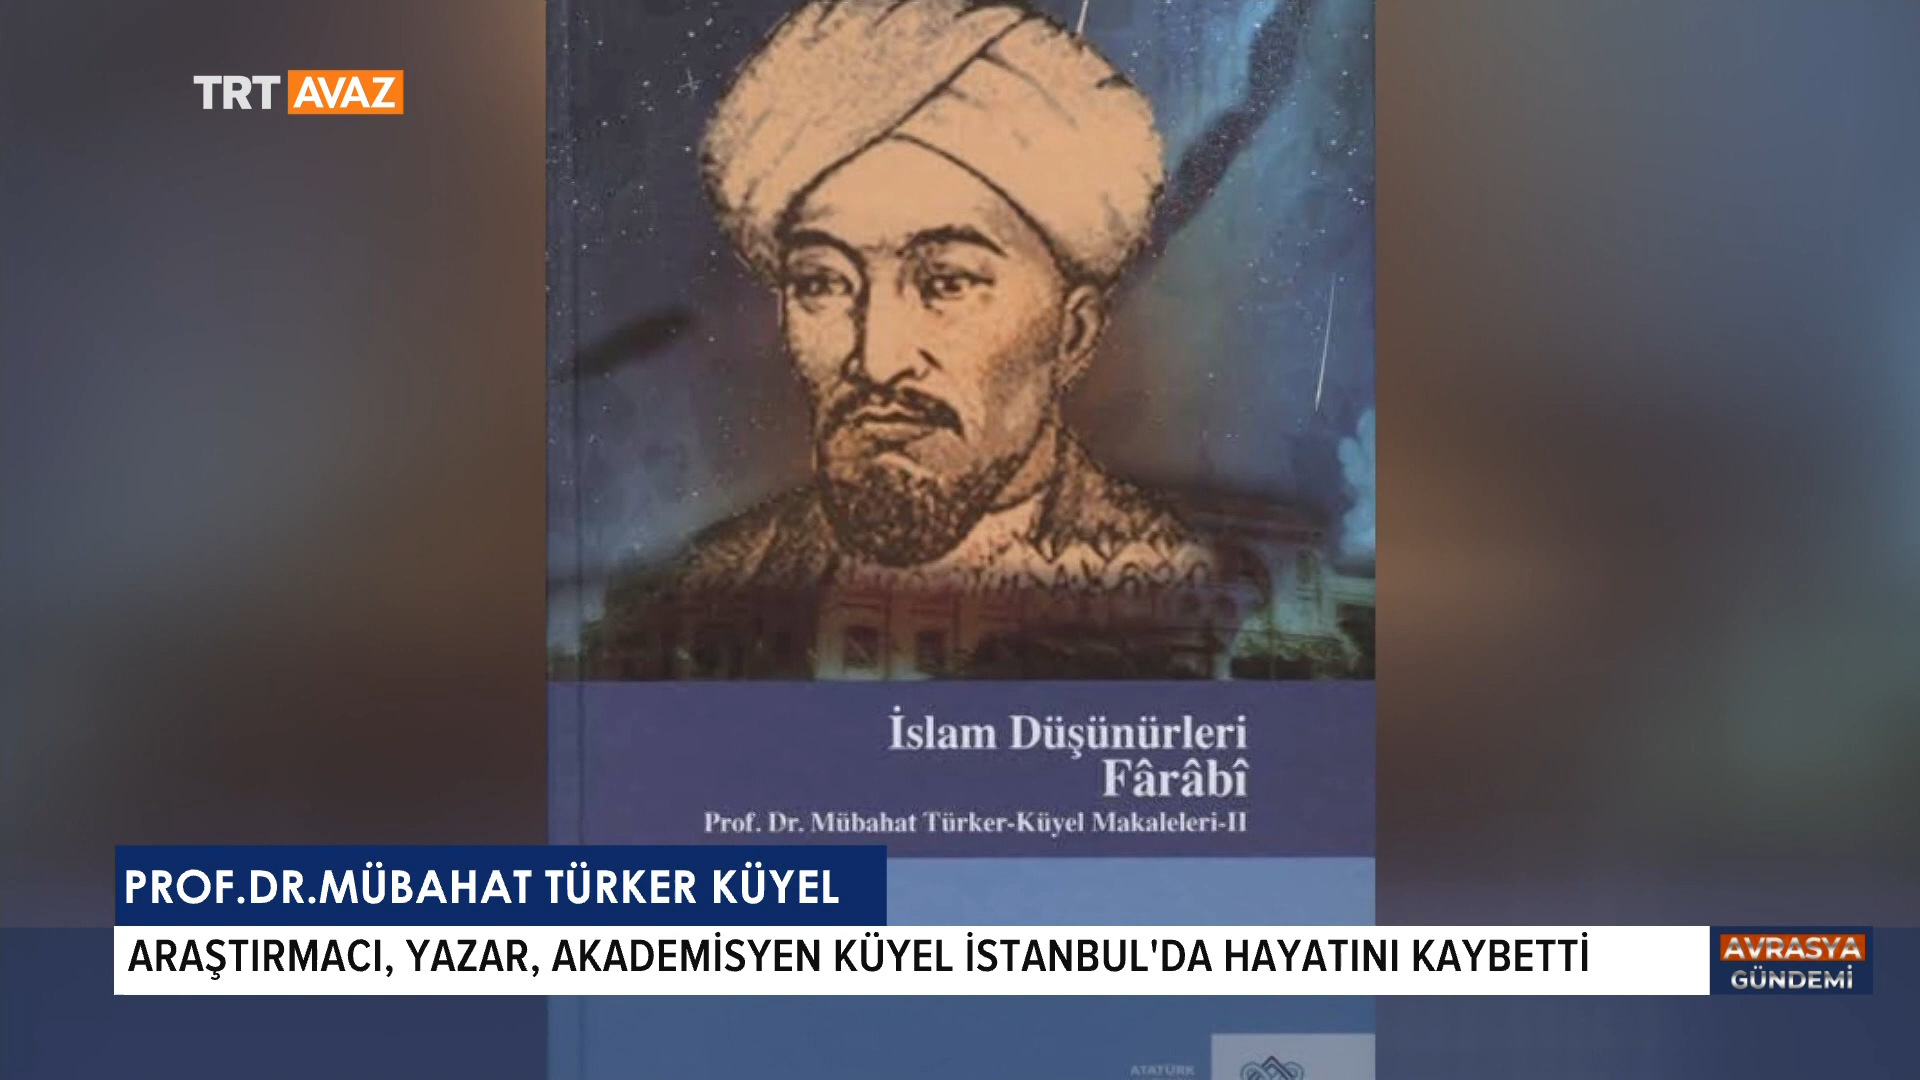 TRT AVAZ
İslam Düşünürleri
Fârâbî
Prof. Dr. Mübahat Türker-Küyel Makaleleri-II
PROF.DR.MÜBAHAT TÜRKER KÜYEL
ARAŞTIRMACI, YAZAR, AKADEMİSYEN KÜYEL İSTANBUL'DA HAYATINI KAYBETTİ
AVRASYA
GÜNDEMİ
ATATÜRK